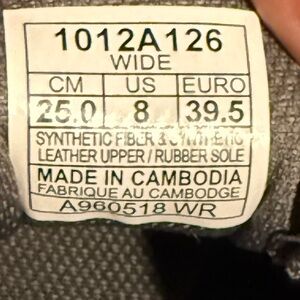 1012A126
WIDE
CM US EURO
25.0 8 39.5
SYNTHETIC FIBER & SYNTHETIC
LEATHER UPPER / RUBBER SOLE
MADE IN CAMBODIA
FABRIQUE AU CAMBODGE
A960518 WR